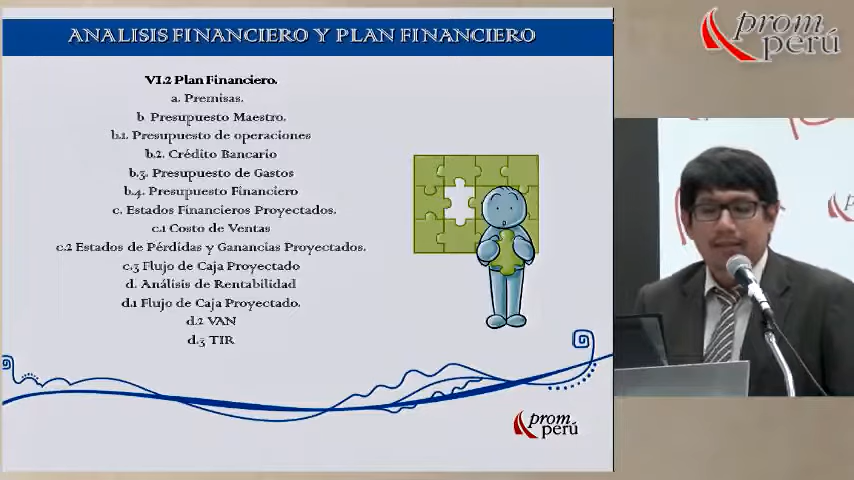 ANALISIS FINANCIERO Y PLAN FINANCIERO
VI.2 Plan Financiero.
a. Premisas.
b Presupuesto Maestro.
b.1. Presupuesto de operaciones
b.2. Crédito Bancario
b.3. Presupuesto de Gastos
b.4. Presupuesto Financiero
c. Estados Financieros Proyectados.
c.1 Costo de Ventas
c.2 Estados de Pérdidas y Ganancias Proyectados.
c.3 Flujo de Caja Proyectado
d. Análisis de Rentabilidad
d.1 Flujo de Caja Proyectado.
d.2 VAN
d.3 TIR
prom
perú
prom
perú